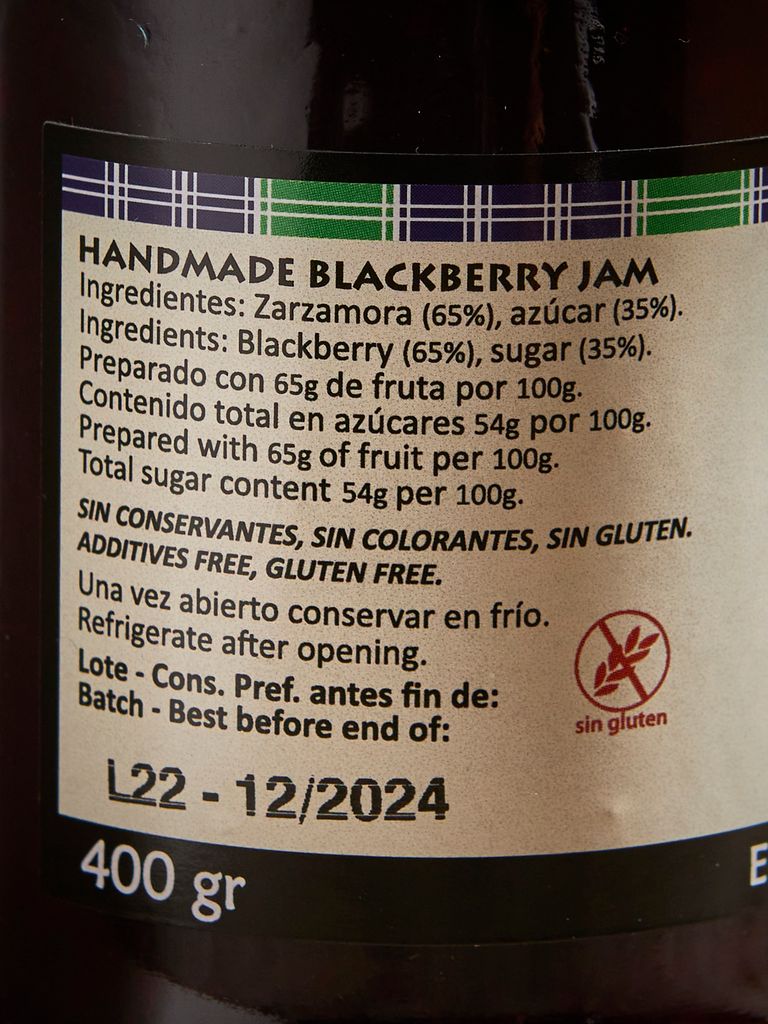 HANDMADE BLACKBERRY JAM
Ingredientes: Zarzamora (65%), azúcar (35%).
Ingredients: Blackberry (65%), sugar (35%).
Preparado con 65g de fruta por 100g.
Contenido total en azúcares 54g por 100g.
Prepared with 65g of fruit per 100g.
Total sugar content 54g per 100g.
SIN CONSERVANTES, SIN COLORANTES, SIN GLUTEN.
ADDITIVES FREE, GLUTEN FREE.
Una vez abierto conservar en frío.
Refrigerate after opening.
sin gluten
Lote - Cons. Pref. antes fin de:
Batch - Best before end of:
L22 - 12/2024
400 gr